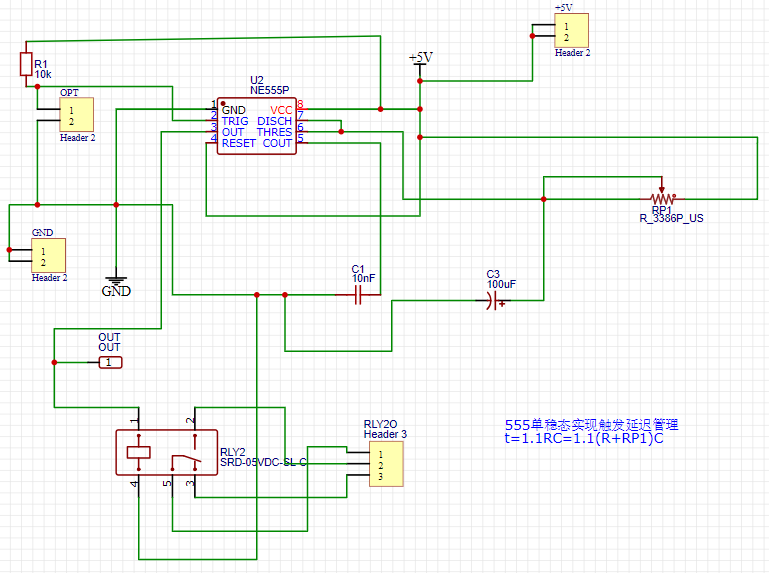 +5V
1
2
Header 2
+5V
R1
10k
OPT
1
2
Header 2
U2
NE555P
1
2
3
4
GND
TRIG
OUT
RESET
VCC
DISCH
THRES
COUT
8
7
6
5
RP1
R_3386P_US
GND
1
2
Header 2
GND
C1
10nF
C3
100uF
OUT
OUT
1
1
2
RLY2
SRD-05VDC-SL-C
4
5
3
RLY2O
Header 3
1
2
3
555单稳态实现触发延迟管理
t=1.1RC=1.1(R+RP1)C